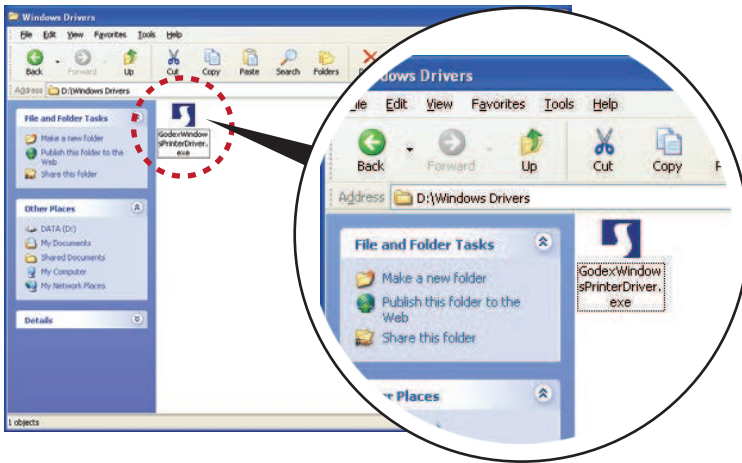 Windows Drivers
File Edit View Favorites Tools Help
Back Forward Up Cut Copy Paste Search Folders
Address D:\Windows Drivers
File and Folder Tasks
Make a new folder
Publish this folder to the
Web
Share this folder
Other Places
DATA (D:)
My Documents
Shared Documents
My Computer
My Network Places
Details
GodexWindow
sPrinterDriver.
exe
1 objects
dows Drivers
File Edit View Favorites Tools Help
Back Forward Up Cut Copy
Address D:\Windows Drivers
File and Folder Tasks
Make a new folder
Publish this folder to the
Web
Share this folder
Places
GodexWindow
sPrinterDriver.
exe